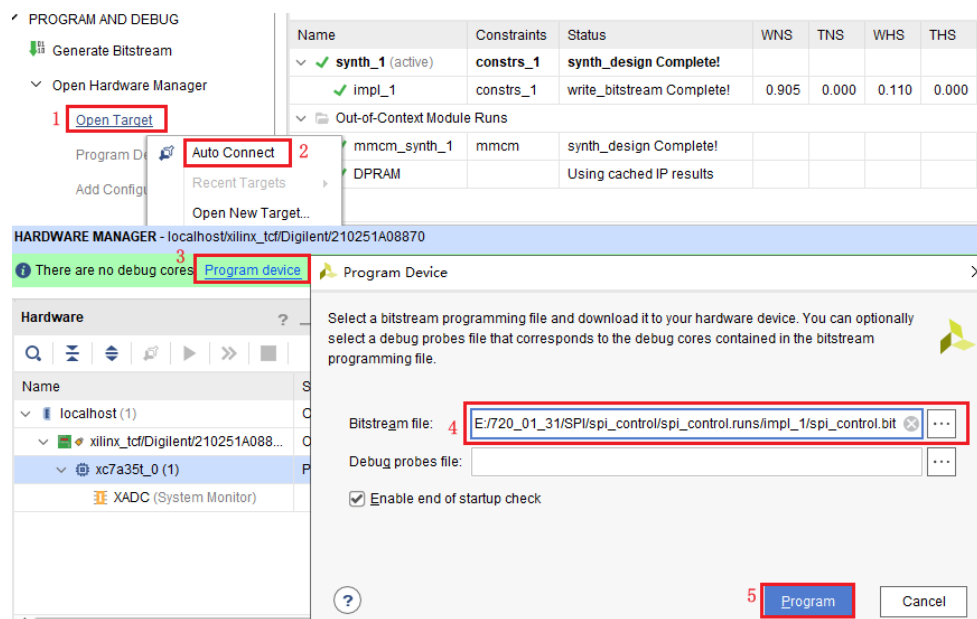 PROGRAM AND DEBUG
Generate Bitstream
Open Hardware Manager
1 Open Target
Auto Connect 2
Program De
Recent Targets
Add Configu
Open New Target...
Name Constraints Status WNS TNS WHS THS
synth_1 (active) constrs_1 synth_design Complete!
impl_1 constrs_1 write_bitstream Complete! 0.905 0.000 0.110 0.000
Out-of-Context Module Runs
mmcm_synth_1 mmcm synth_design Complete!
DPRAM Using cached IP results
HARDWARE MANAGER - localhost/xilinx_tcf/Digilent/210251A08870
3
There are no debug cores. Program device
Hardware ? _
Name S
localhost (1) C
xilinx_tcf/Digilent/210251A088... O
xc7a35t_0 (1) P
XADC (System Monitor)
Program Device
Select a bitstream programming file and download it to your hardware device. You can optionally
select a debug probes file that corresponds to the debug cores contained in the bitstream
programming file.
Bitstream file: 4 E:/720_01_31/SPI/spi_control/spi_control.runs/impl_1/spi_control.bit ...
Debug probes file: ...
Enable end of startup check
? 5 Program Cancel